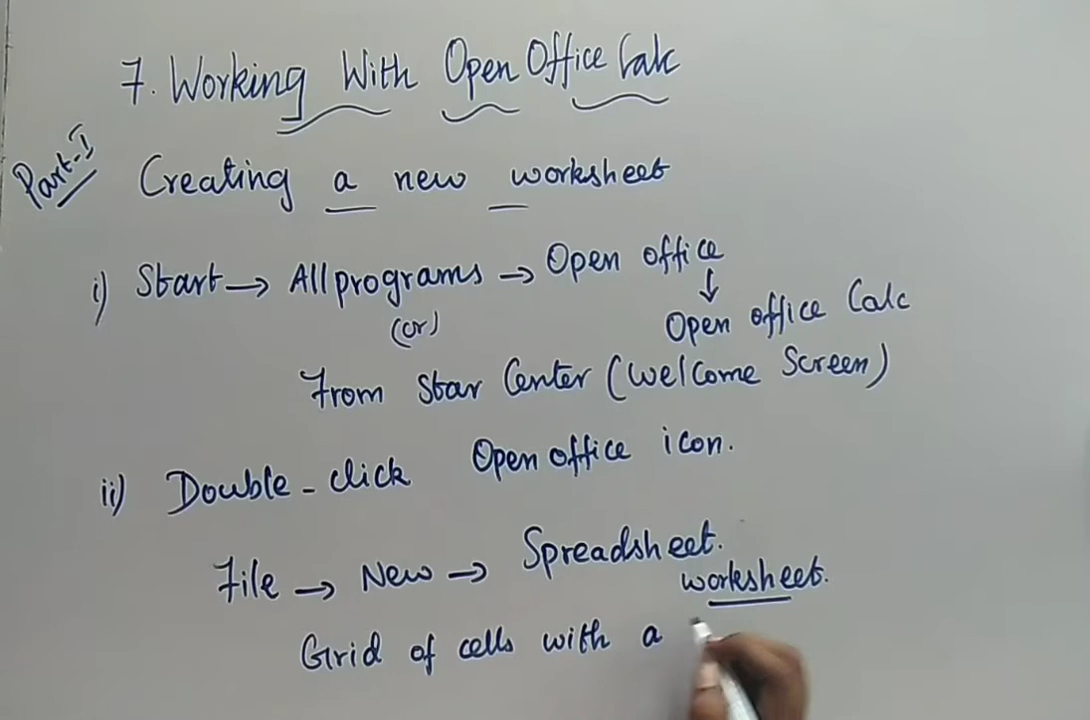 7. Working With Open Office Calc
Part-I
Creating a new worksheet
i) Start → All programs → Open office
↓
(or)
Open office Calc
From Star Center (Welcome Screen)
ii) Double-click Open office icon.
File → New → Spreadsheet.
worksheet.
Grid of cells with a